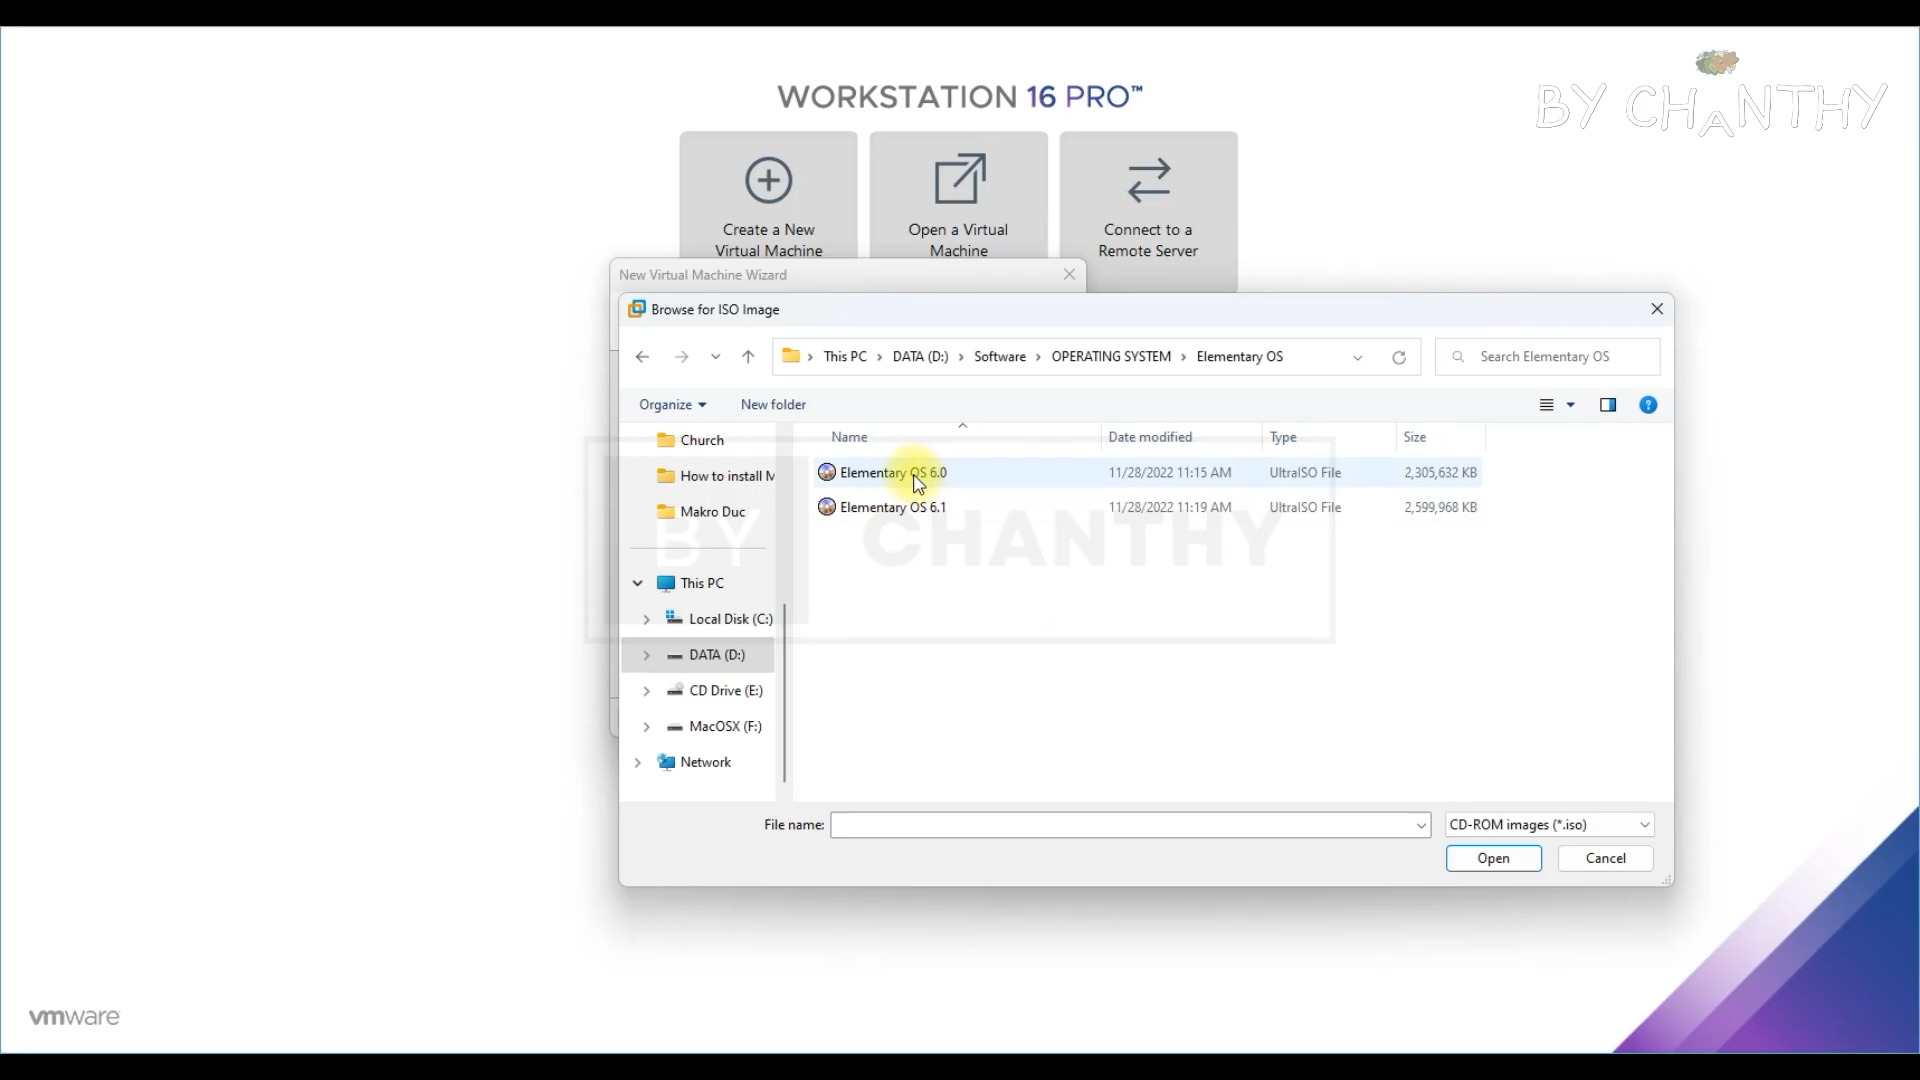 WORKSTATION 16 PRO™
BY CHANTHY
Create a New
Virtual Machine
Open a Virtual
Machine
Connect to a
Remote Server
New Virtual Machine Wizard
Browse for ISO Image
This PC > DATA (D:) > Software > OPERATING SYSTEM > Elementary OS
Search Elementary OS
Organize
New folder
Name
Date modified
Type
Size
Elementary OS 6.0
11/28/2022 11:15 AM
UltraISO File
2,305,632 KB
Elementary OS 6.1
11/28/2022 11:19 AM
UltraISO File
2,599,968 KB
Church
How to install M
Makro Duc
BY CHANTHY
This PC
Local Disk (C:)
DATA (D:)
CD Drive (E:)
MacOSX (F:)
Network
File name:
CD-ROM images (*.iso)
Open
Cancel
vmware